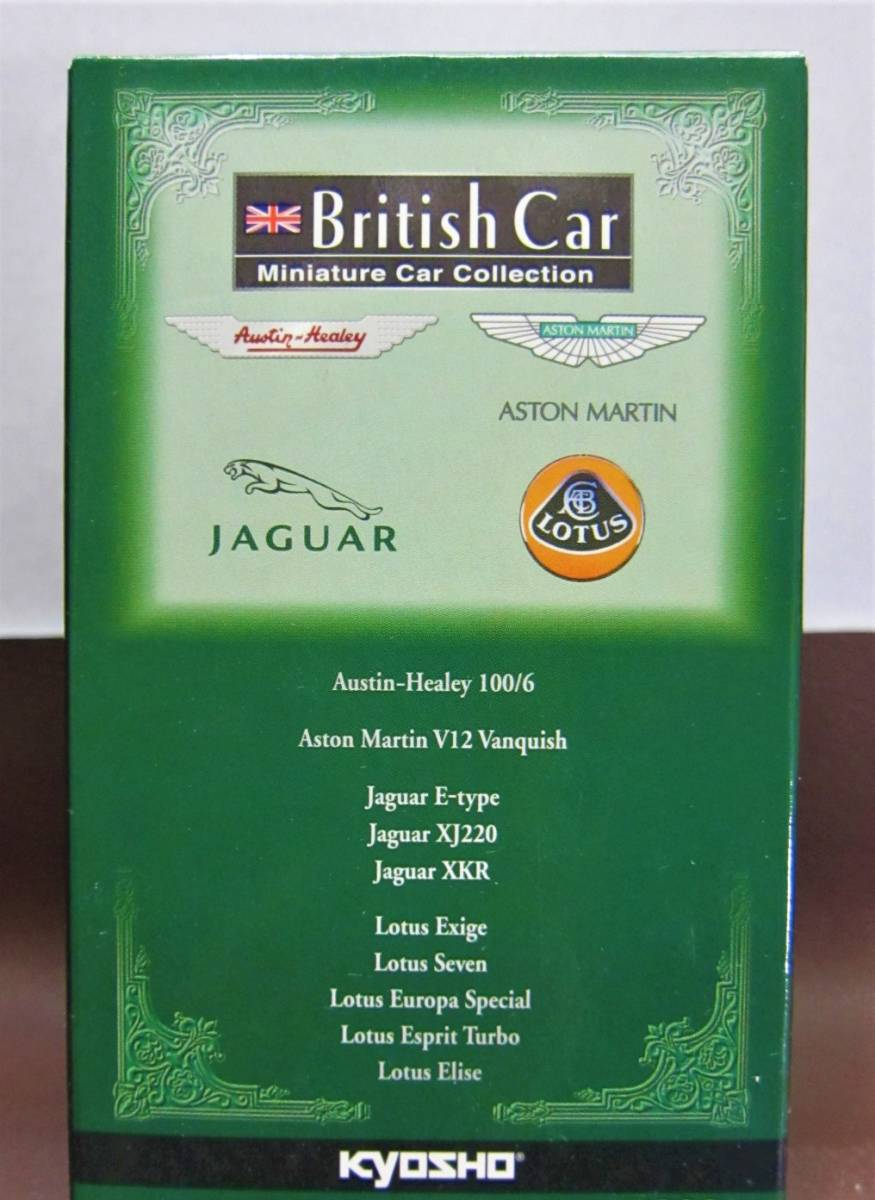 British Car
Miniature Car Collection
Austin-Healey
ASTON MARTIN
ASTON MARTIN
JAGUAR
LOTUS
Austin-Healey 100/6
Aston Martin V12 Vanquish
Jaguar E-type
Jaguar XJ220
Jaguar XKR
Lotus Exige
Lotus Seven
Lotus Europa Special
Lotus Esprit Turbo
Lotus Elise
KYOSHO®